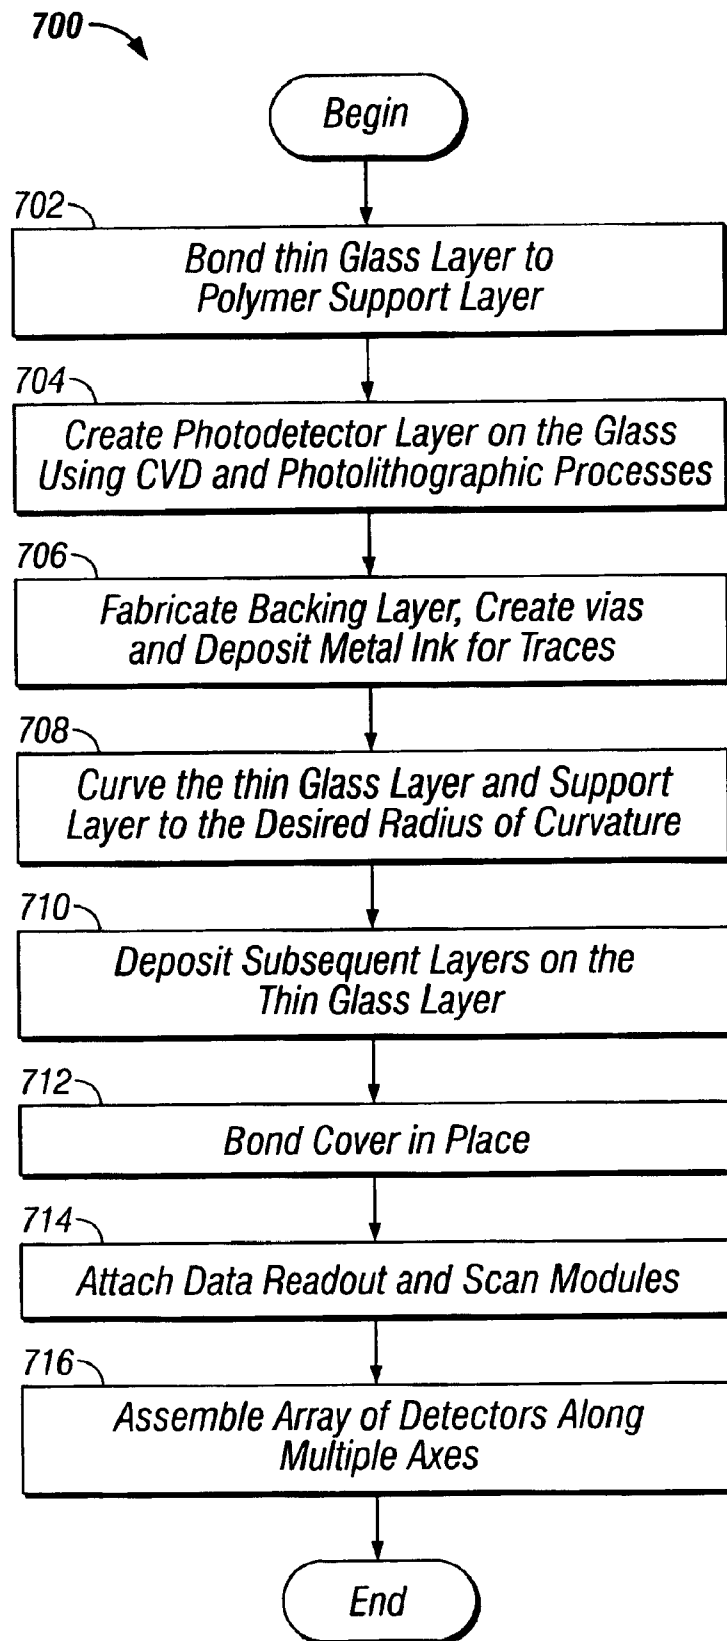 700
Begin
702
Bond thin Glass Layer to
Polymer Support Layer
704
Create Photodetector Layer on the Glass
Using CVD and Photolithographic Processes
706
Fabricate Backing Layer, Create vias
and Deposit Metal Ink for Traces
708
Curve the thin Glass Layer and Support
Layer to the Desired Radius of Curvature
710
Deposit Subsequent Layers on the
Thin Glass Layer
712
Bond Cover in Place
714
Attach Data Readout and Scan Modules
716
Assemble Array of Detectors Along
Multiple Axes
End